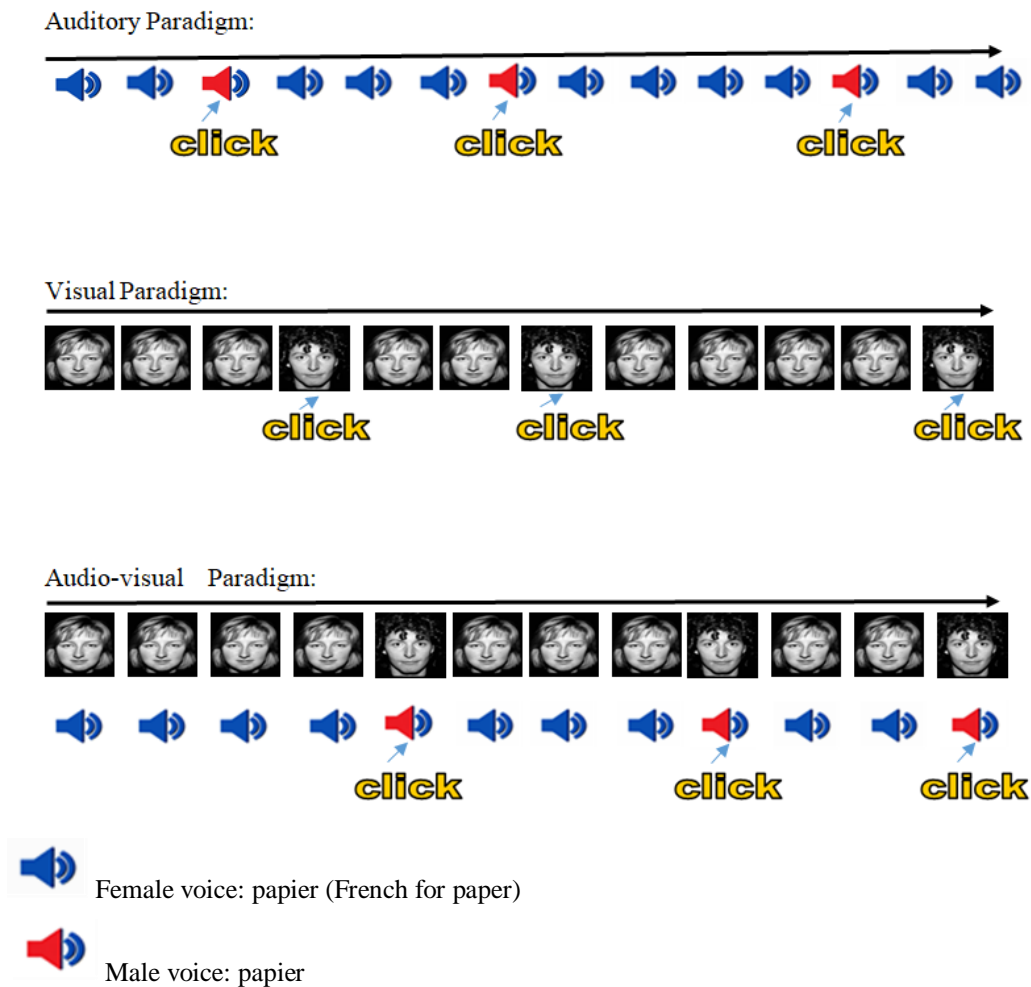 Auditory Paradigm:
click click click
Visual Paradigm:
click click click
Audio-visual Paradigm:
click click click
Female voice: papier (French for paper)
Male voice: papier